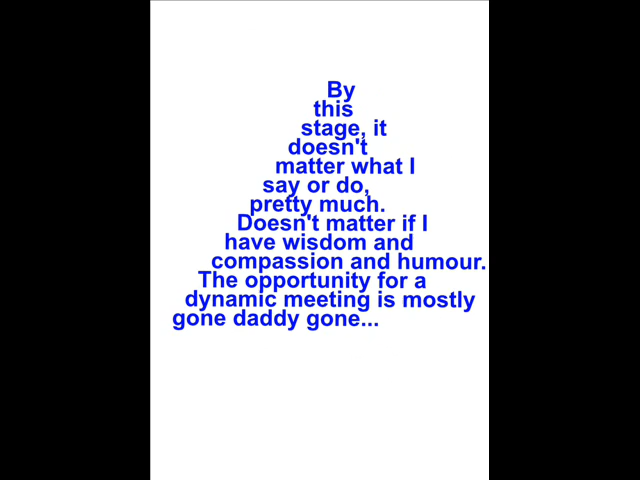 By
this
stage, it
doesn't
matter what I
say or do,
pretty much.
Doesn't matter if I
have wisdom and
compassion and humour.
The opportunity for a
dynamic meeting is mostly
gone daddy gone...